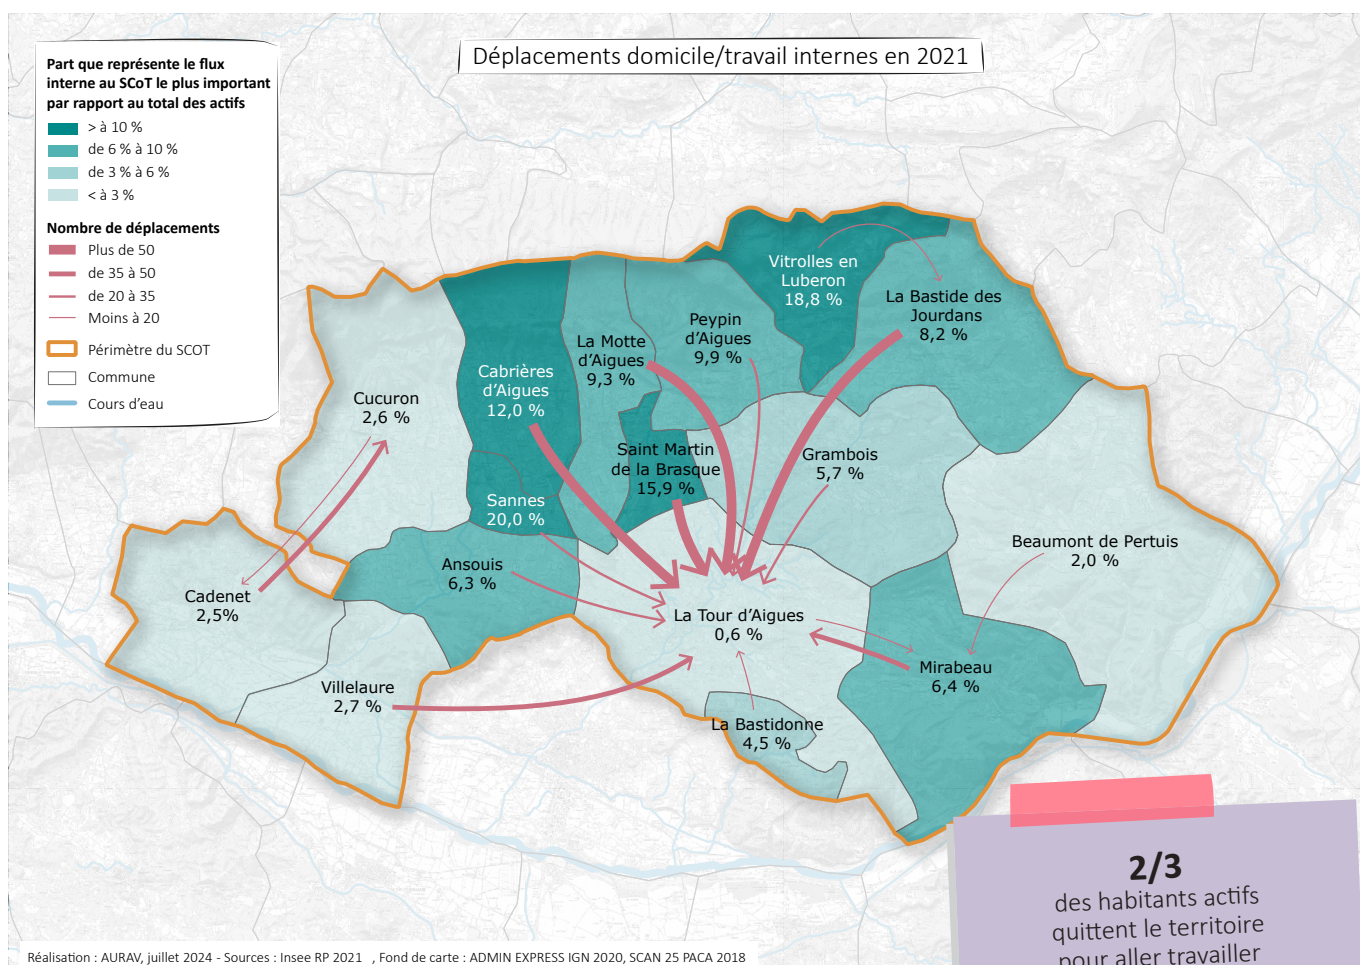 Déplacements domicile/travail internes en 2021
Part que représente le flux
interne au SCoT le plus important
par rapport au total des actifs
> à 10 %
de 6 % à 10 %
de 3 % à 6 %
< à 3 %
Nombre de déplacements
Plus de 50
de 35 à 50
de 20 à 35
Moins à 20
Périmètre du SCOT
Commune
Cours d'eau
Vitrolles en
Luberon
18,8 %
La Bastide des
Jourdans
8,2 %
Peypin
d'Aigues
9,9 %
La Motte
d'Aigues
9,3 %
Cabrières
d'Aigues
12,0 %
Cucuron
2,6 %
Saint Martin
de la Brasque
15,9 %
Grambois
5,7 %
Sannes
20,0 %
Beaumont de Pertuis
2,0 %
Ansouis
6,3 %
Cadenet
2,5%
La Tour d'Aigues
0,6 %
Mirabeau
6,4 %
Villelaure
2,7 %
La Bastidonne
4,5 %
2/3
des habitants actifs
quittent le territoire
pour aller travailler
Réalisation : AURAV, juillet 2024 - Sources : Insee RP 2021 , Fond de carte : ADMIN EXPRESS IGN 2020, SCAN 25 PACA 2018